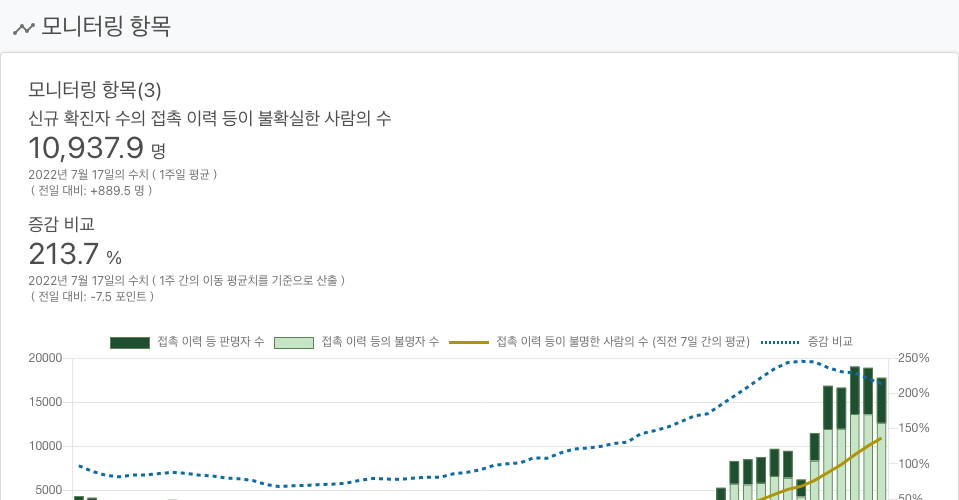 모니터링 항목
모니터링 항목(3)
신규 확진자 수의 접촉 이력 등이 불확실한 사람의 수
10,937.9 명
2022년 7월 17일의 수치 ( 1주일 평균 )
( 전일 대비: +889.5 명 )
증감 비교
213.7 %
2022년 7월 17일의 수치 ( 1주 간의 이동 평균치를 기준으로 산출 )
( 전일 대비: -7.5 포인트 )
접촉 이력 등 판명자 수 접촉 이력 등의 불명자 수 접촉 이력 등이 불명한 사람의 수 (직전 7일 간의 평균) 증감 비교
20000 250%
15000 200%
10000 150%
5000 100%
50%